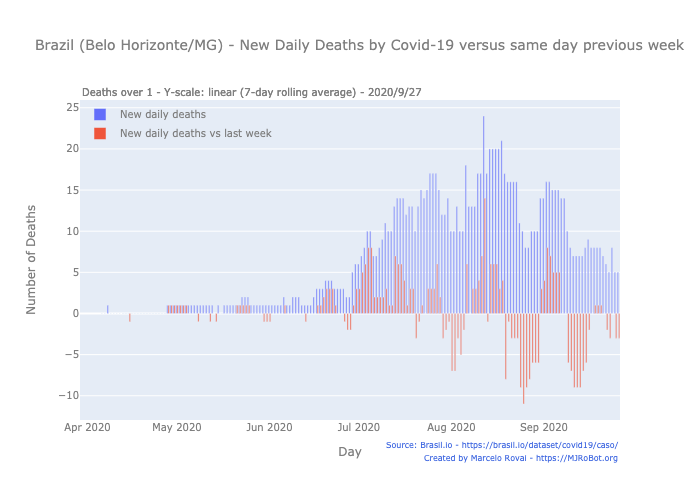 Brazil (Belo Horizonte/MG) - New Daily Deaths by Covid-19 versus same day previous week
Deaths over 1 - Y-scale: linear (7-day rolling average) - 2020/9/27
New daily deaths
New daily deaths vs last week
Number of Deaths
25
20
15
10
5
0
−5
−10
Apr 2020 May 2020 Jun 2020 Jul 2020 Aug 2020 Sep 2020
Day
Source: Brasil.io - https://brasil.io/dataset/covid19/caso/
Created by Marcelo Rovai - https://MJRoBot.org